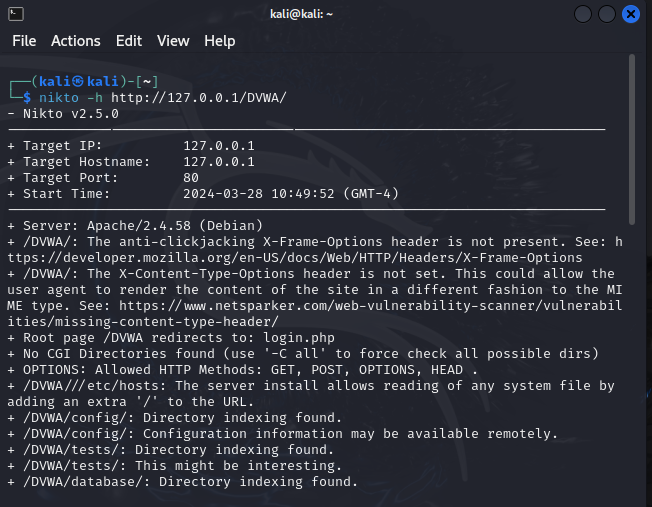 kali@kali: ~
File Actions Edit View Help
┌──(kali㉿kali)-[~]
└─$ nikto -h http://127.0.0.1/DVWA/
- Nikto v2.5.0
---------------------------------------------------------------------------
+ Target IP:          127.0.0.1
+ Target Hostname:    127.0.0.1
+ Target Port:        80
+ Start Time:         2024-03-28 10:49:52 (GMT-4)
---------------------------------------------------------------------------
+ Server: Apache/2.4.58 (Debian)
+ /DVWA/: The anti-clickjacking X-Frame-Options header is not present. See: h
ttps://developer.mozilla.org/en-US/docs/Web/HTTP/Headers/X-Frame-Options
+ /DVWA/: The X-Content-Type-Options header is not set. This could allow the
user agent to render the content of the site in a different fashion to the MI
ME type. See: https://www.netsparker.com/web-vulnerability-scanner/vulnerabil
ities/missing-content-type-header/
+ Root page /DVWA redirects to: login.php
+ No CGI Directories found (use '-C all' to force check all possible dirs)
+ OPTIONS: Allowed HTTP Methods: GET, POST, OPTIONS, HEAD .
+ /DVWA///etc/hosts: The server install allows reading of any system file by
adding an extra '/' to the URL.
+ /DVWA/config/: Directory indexing found.
+ /DVWA/config/: Configuration information may be available remotely.
+ /DVWA/tests/: Directory indexing found.
+ /DVWA/tests/: This might be interesting.
+ /DVWA/database/: Directory indexing found.